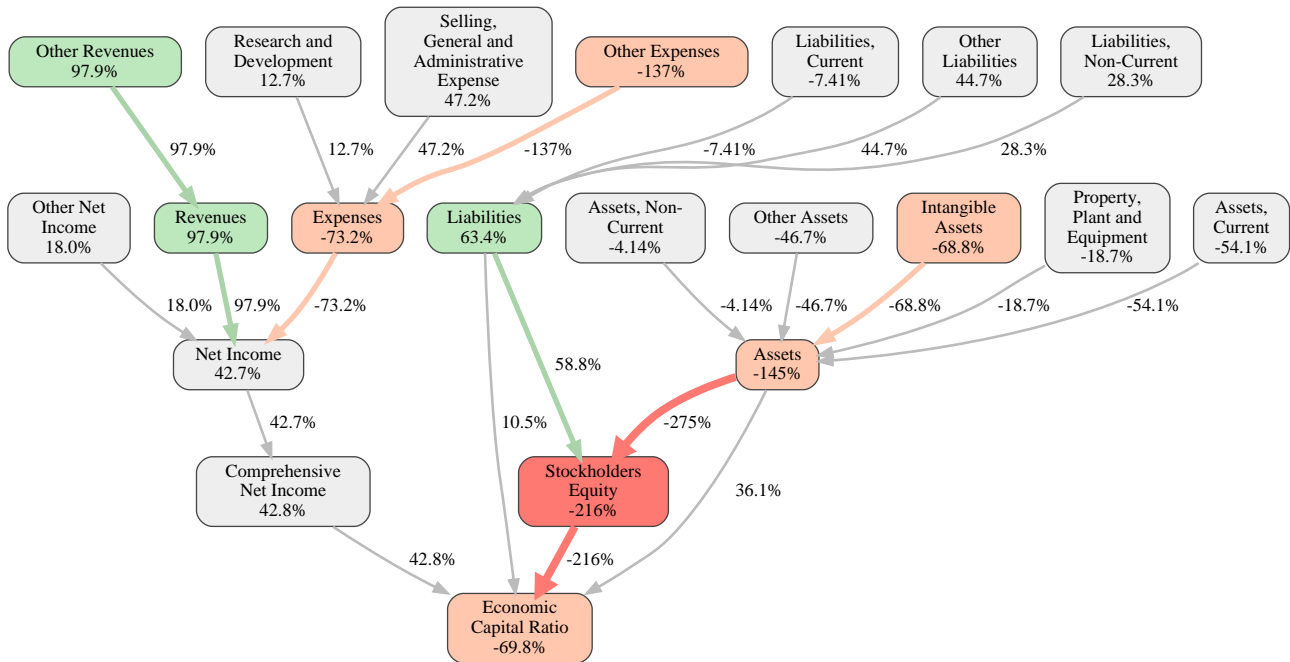 Other Revenues
97.9%
Research and
Development
12.7%
Selling,
General and
Administrative
Expense
47.2%
Other Expenses
-137%
Liabilities,
Current
-7.41%
Other
Liabilities
44.7%
Liabilities,
Non-Current
28.3%
97.9%
12.7%
47.2%
-137%
-7.41%
44.7%
28.3%
Other Net
Income
18.0%
Revenues
97.9%
Expenses
-73.2%
Liabilities
63.4%
Assets, Non-
Current
-4.14%
Other Assets
-46.7%
Intangible
Assets
-68.8%
Property,
Plant and
Equipment
-18.7%
Assets,
Current
-54.1%
18.0%
97.9%
-73.2%
-4.14%
-46.7%
-68.8%
-18.7%
-54.1%
Net Income
42.7%
58.8%
Assets
-145%
42.7%
10.5%
-275%
Comprehensive
Net Income
42.8%
Stockholders
Equity
-216%
36.1%
42.8%
-216%
Economic
Capital Ratio
-69.8%